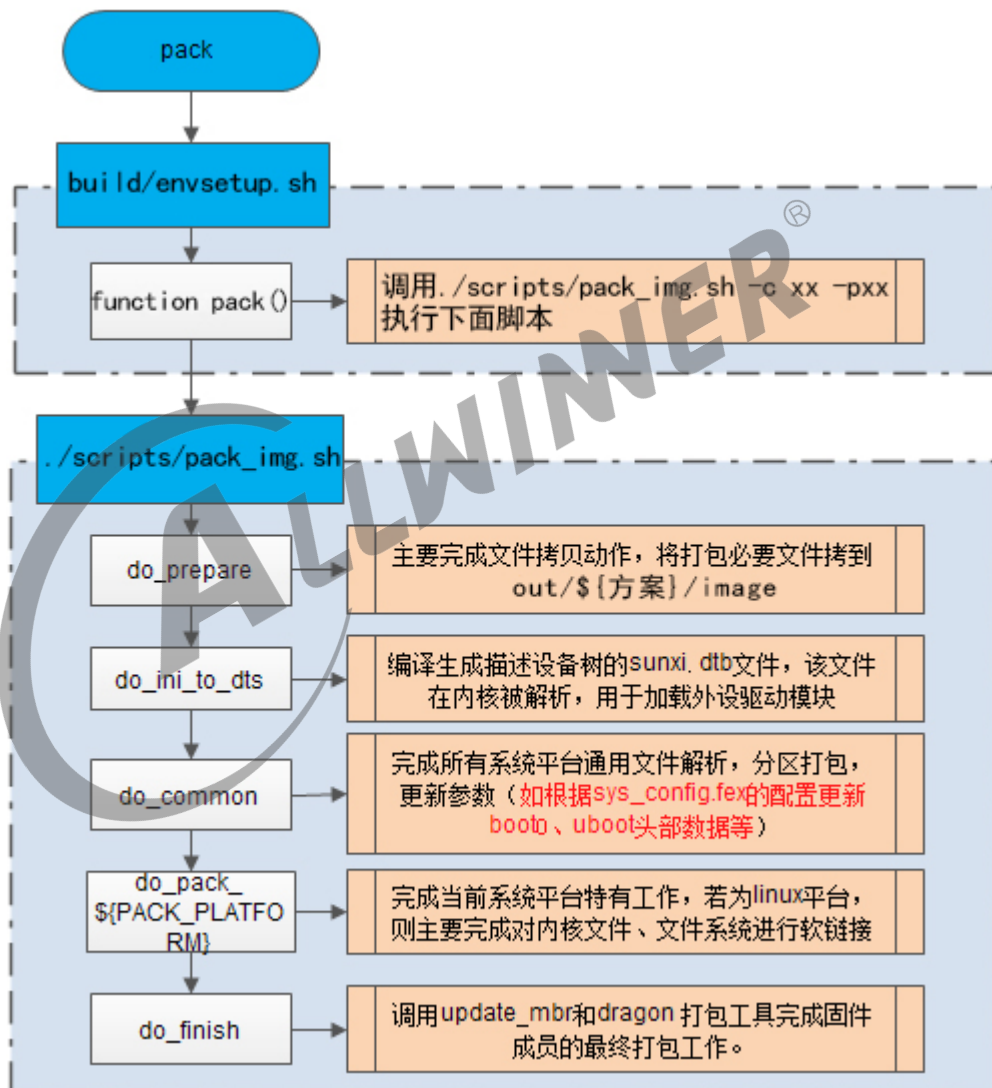 pack
build/envsetup.sh
function pack()
调用./scripts/pack_img.sh -c xx -pxx
执行下面脚本
ALLWINNER®
./scripts/pack_img.sh
do_prepare
主要完成文件拷贝动作，将打包必要文件拷到
out/${方案}/image
do_ini_to_dts
编译生成描述设备树的sunxi.dtb文件，该文件
在内核被解析，用于加载外设驱动模块
do_common
完成所有系统平台通用文件解析，分区打包，
更新参数（如根据sys_config.fex的配置更新
boot0、uboot头部数据等）
do_pack_
${PACK_PLATFO
RM}
完成当前系统平台特有工作，若为linux平台，
则主要完成对内核文件、文件系统进行软链接
do_finish
调用update_mbr和dragon 打包工具完成固件
成员的最终打包工作。